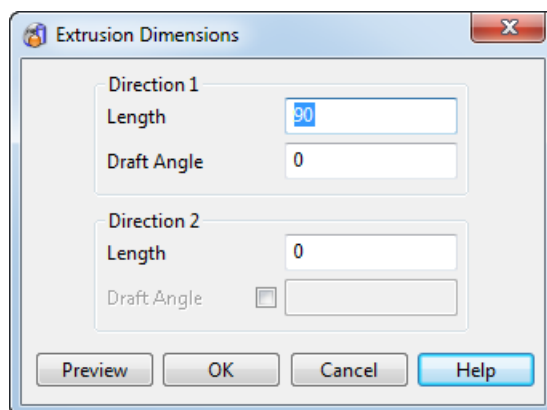 Extrusion Dimensions
Direction 1
Length 90
Draft Angle 0
Direction 2
Length 0
Draft Angle
Preview OK Cancel Help